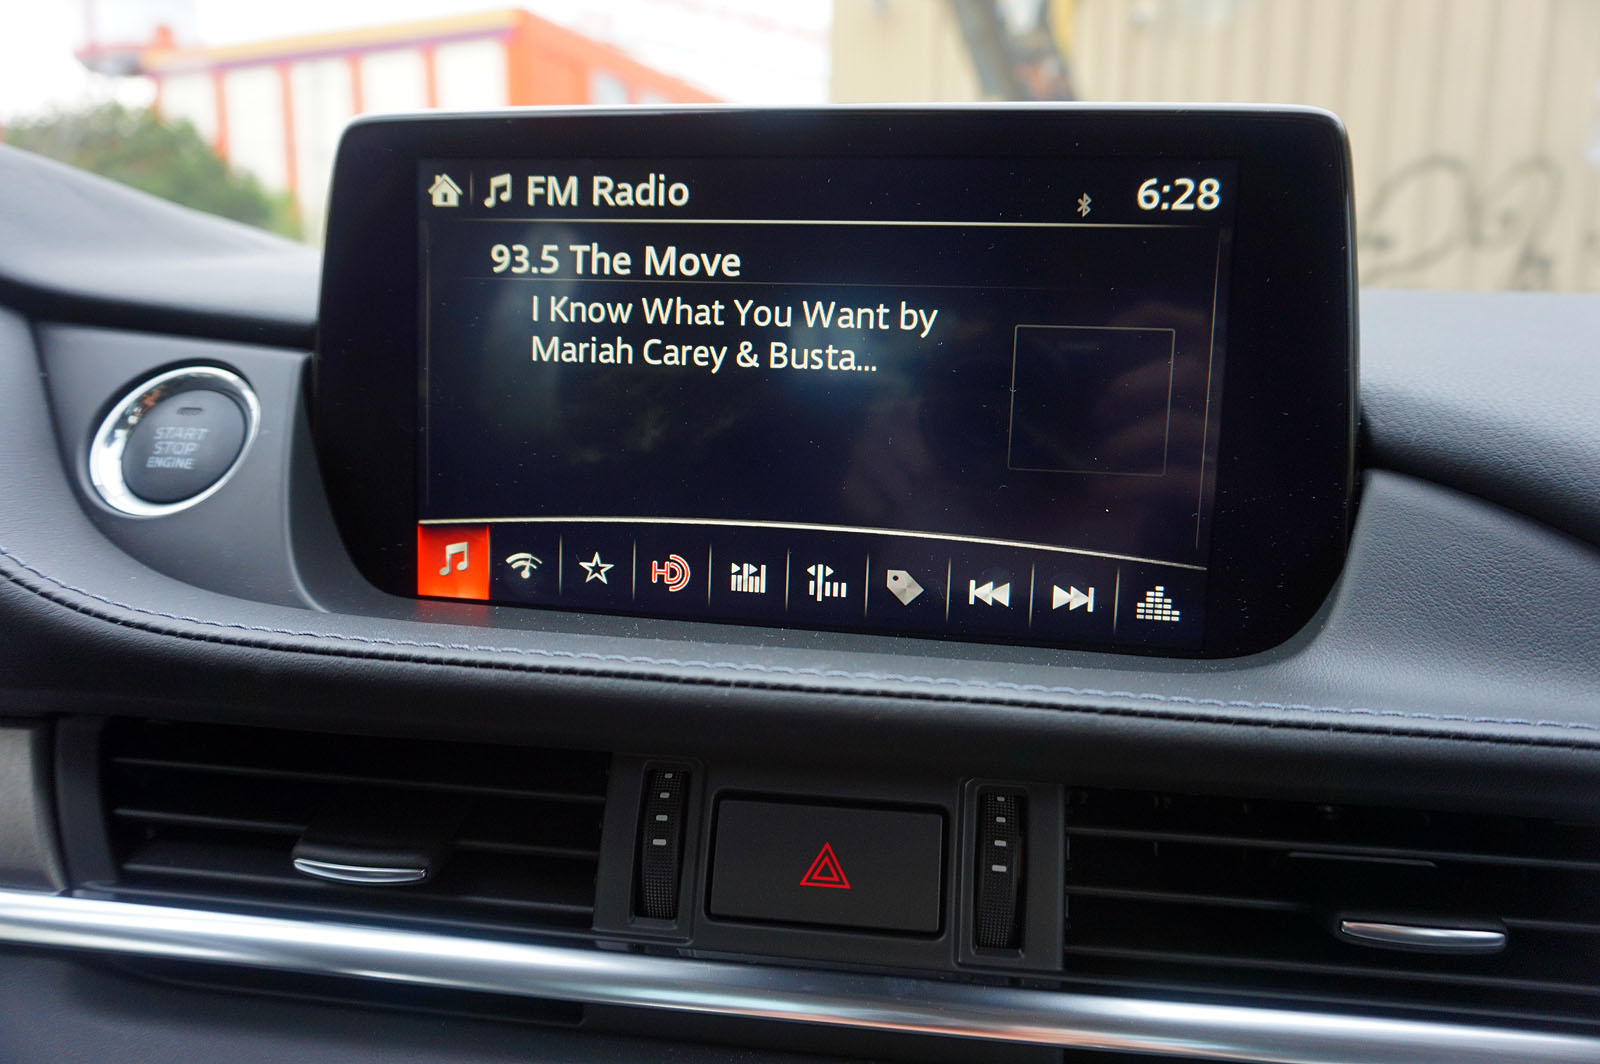 FM Radio
6:28
93.5 The Move
I Know What You Want by
Mariah Carey & Busta...
HD
START
STOP
ENGINE